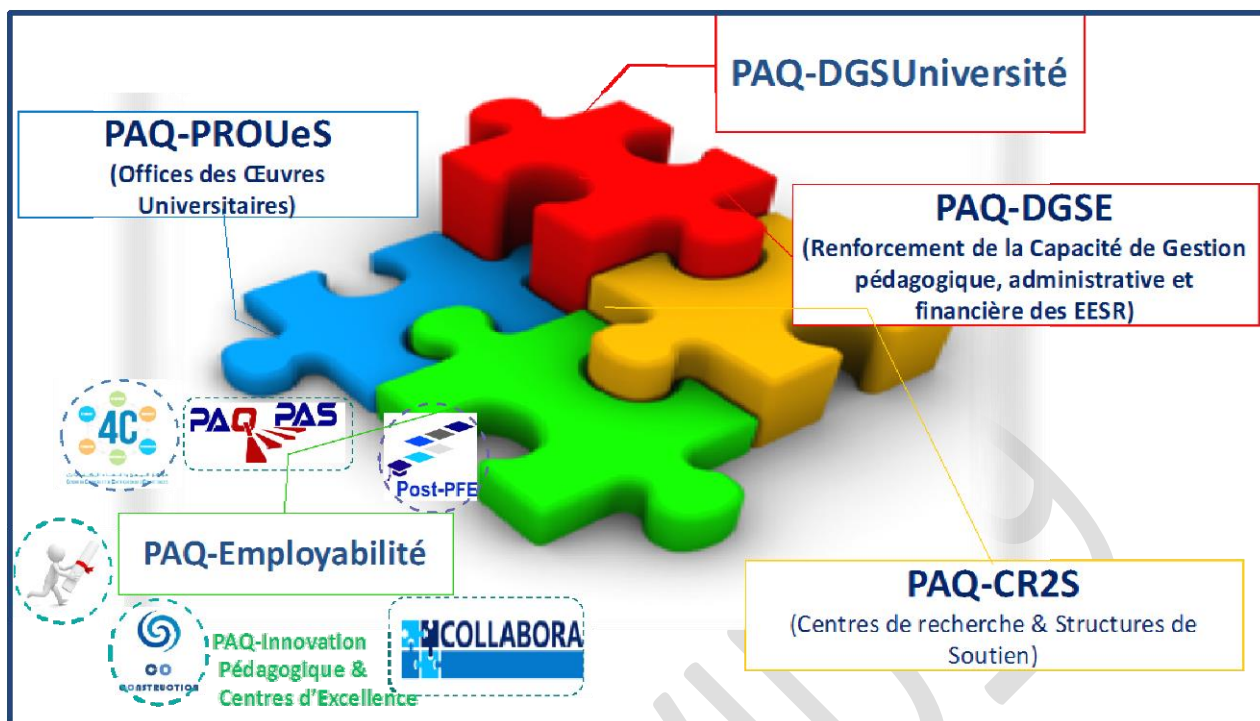 PAQ-DGSUniversité
PAQ-PROUeS
(Offices des Œuvres
Universitaires)
PAQ-DGSE
(Renforcement de la Capacité de Gestion
pédagogique, administrative et
financière des EESR)
4C
PAQ PAS
Post-PFE
PAQ-Employabilité
PAQ-CR2S
(Centres de recherche & Structures de
Soutien)
CO
CONSTRUCTION
PAQ-Innovation
Pédagogique &
Centres d’Excellence
COLLABORA